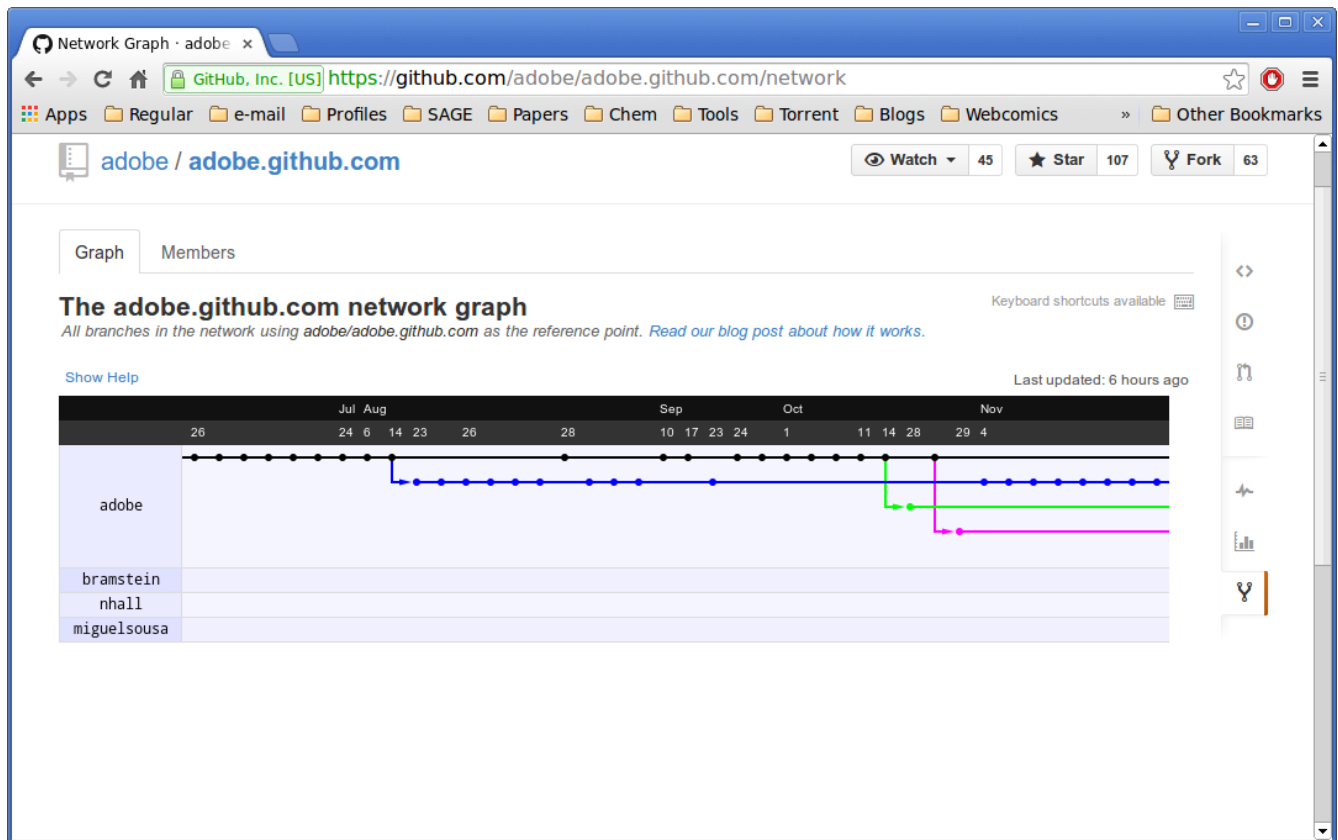 Network Graph · adobe
GitHub, Inc. [US] https://github.com/adobe/adobe.github.com/network
Apps Regular e-mail Profiles SAGE Papers Chem Tools Torrent Blogs Webcomics » Other Bookmarks
adobe / adobe.github.com Watch 45 Star 107 Fork 63
Graph Members
The adobe.github.com network graph Keyboard shortcuts available
All branches in the network using adobe/adobe.github.com as the reference point. Read our blog post about how it works.
Show Help Last updated: 6 hours ago
Jul Aug Sep Oct Nov
26 24 6 14 23 26 28 10 17 23 24 1 11 14 28 29 4
adobe
bramstein
nhall
miguelsousa